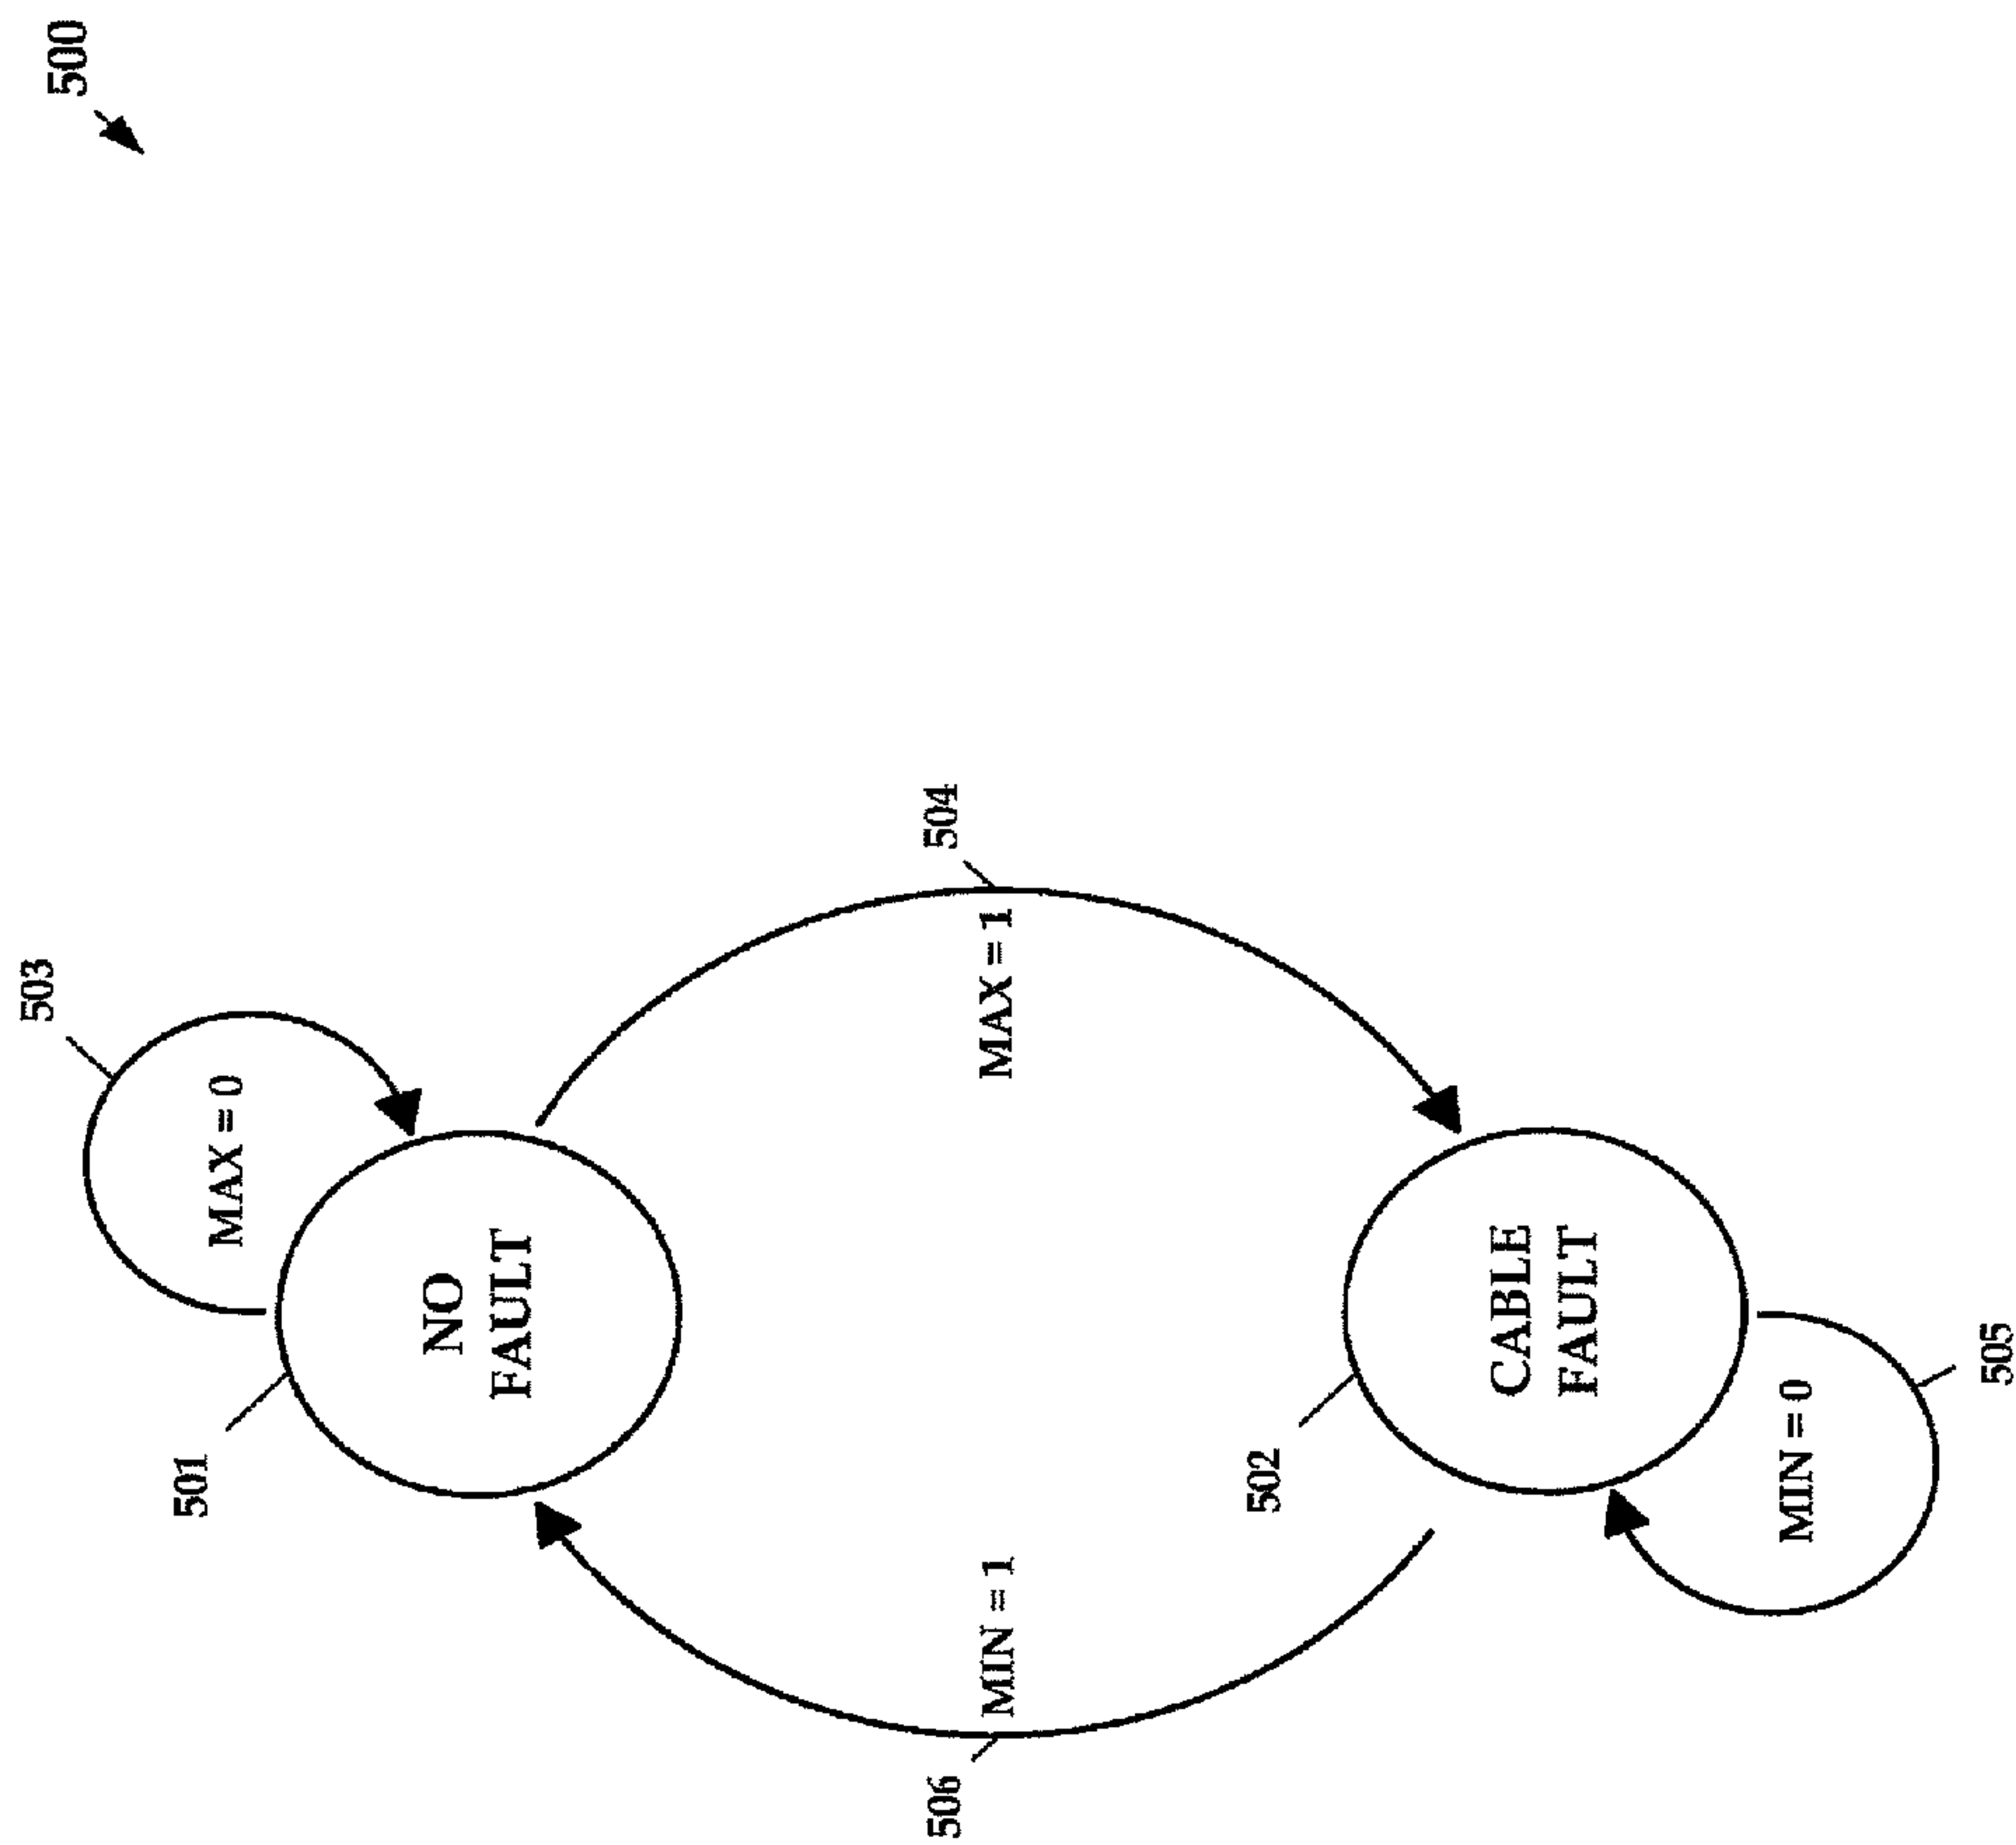 500
503
MAX = 0
501
NO
FAULT
504
MAX = 1
506
MIN = 1
502
CABLE
FAULT
MIN = 0
505